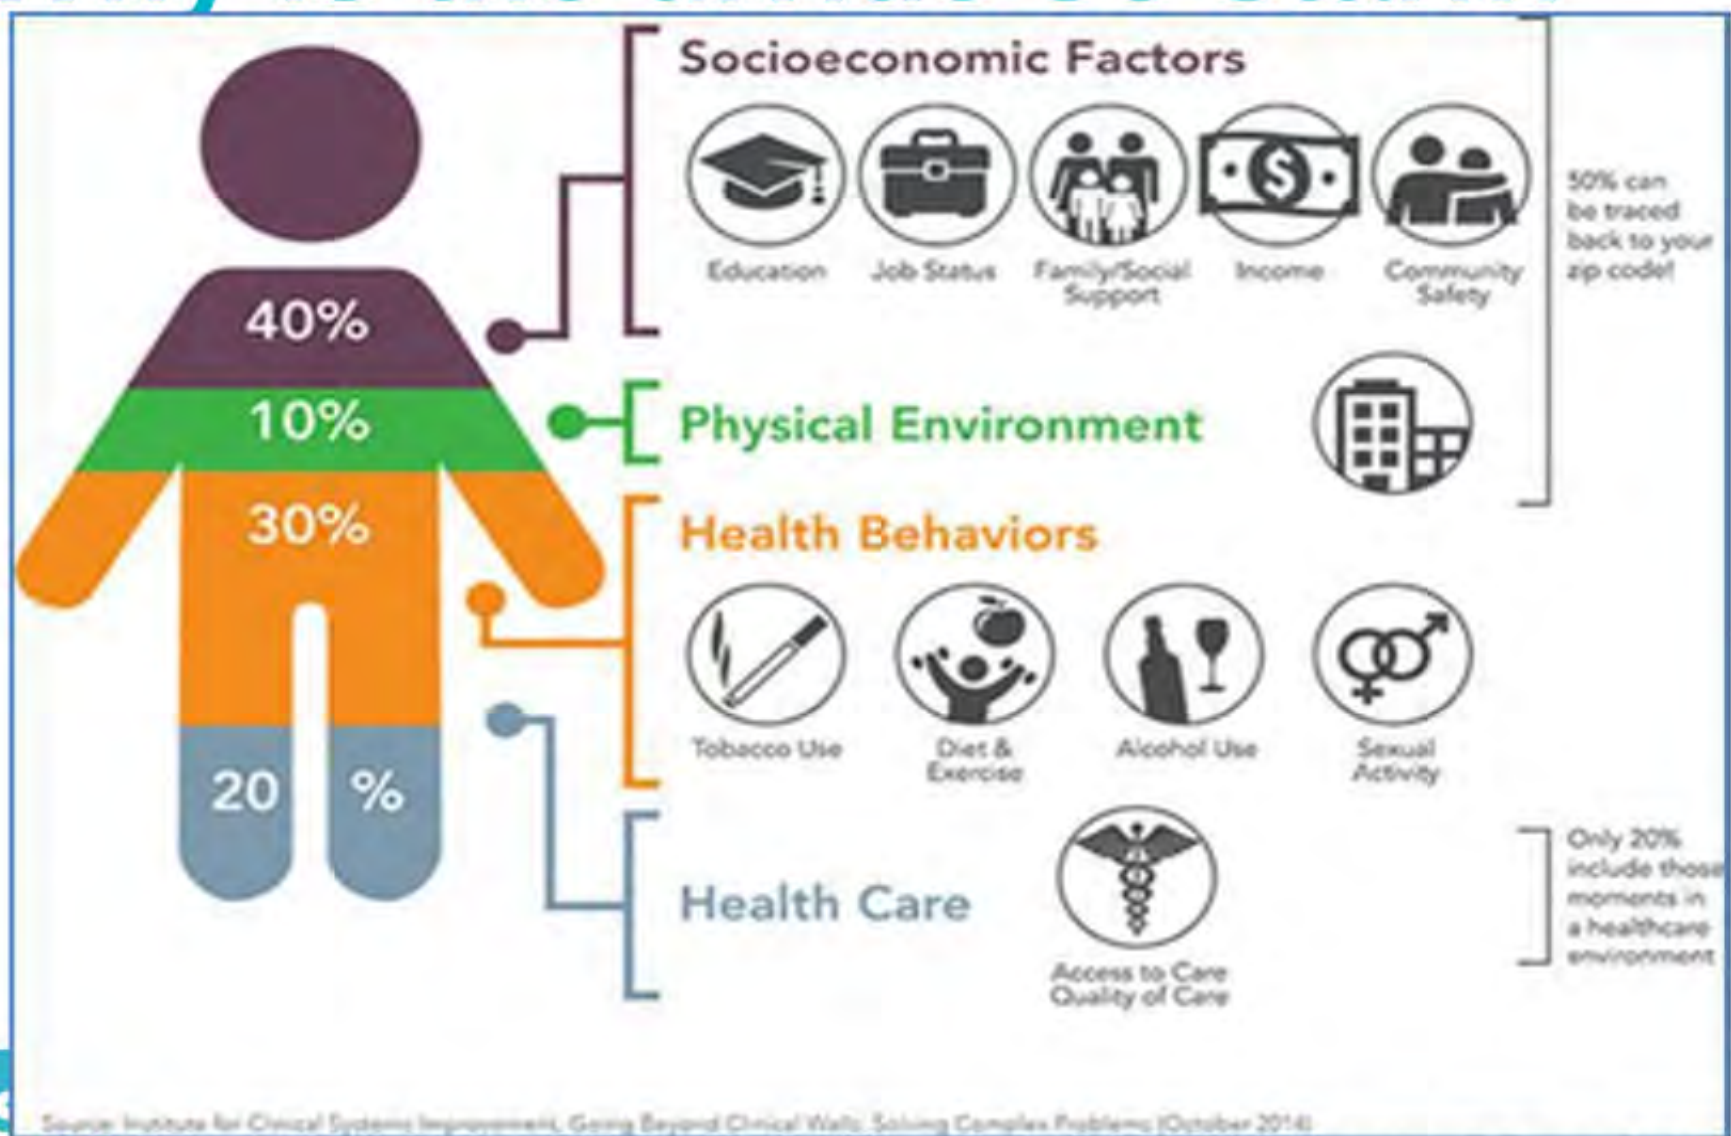 Socioeconomic Factors
Education
Job Status
Family/Social
Support
Income
Community
Safety
50% can
be traced
back to your
zip code!
40%
10%
Physical Environment
30%
Health Behaviors
Tobacco Use
Diet &
Exercise
Alcohol Use
Sexual
Activity
20 %
Health Care
Access to Care
Quality of Care
Only 20%
include those
moments in
a healthcare
environment
Source: Institute for Clinical Systems Improvement, Going Beyond Clinical Walls: Solving Complex Problems (October 2014)